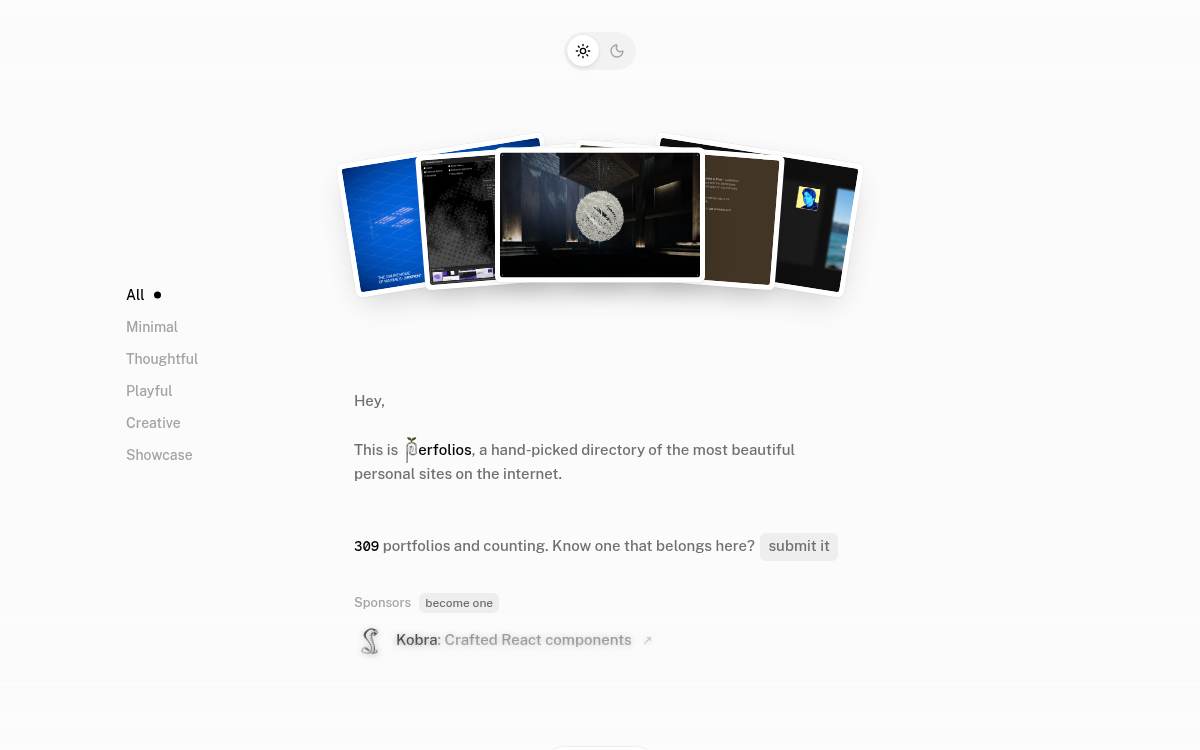 All
Minimal
Thoughtful
Playful
Creative
Showcase
Hey,
This is perfolios, a hand-picked directory of the most beautiful
personal sites on the internet.
309 portfolios and counting. Know one that belongs here? submit it
Sponsors become one
Kobra: Crafted React components ↗